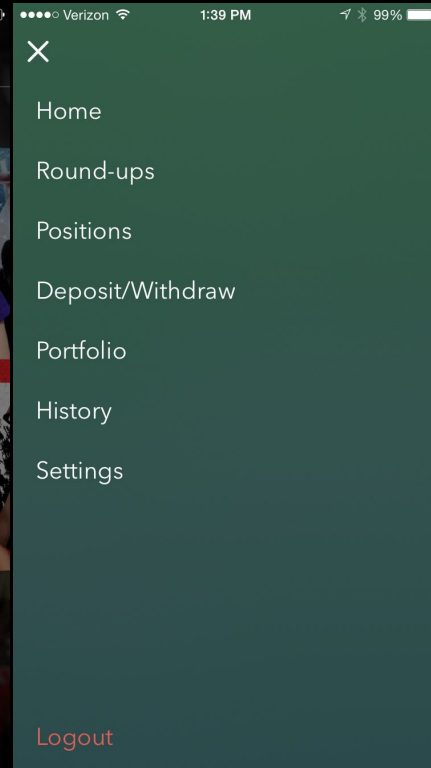 Verizon 1:39 PM 99%
Home
Round-ups
Positions
Deposit/Withdraw
Portfolio
History
Settings
Logout